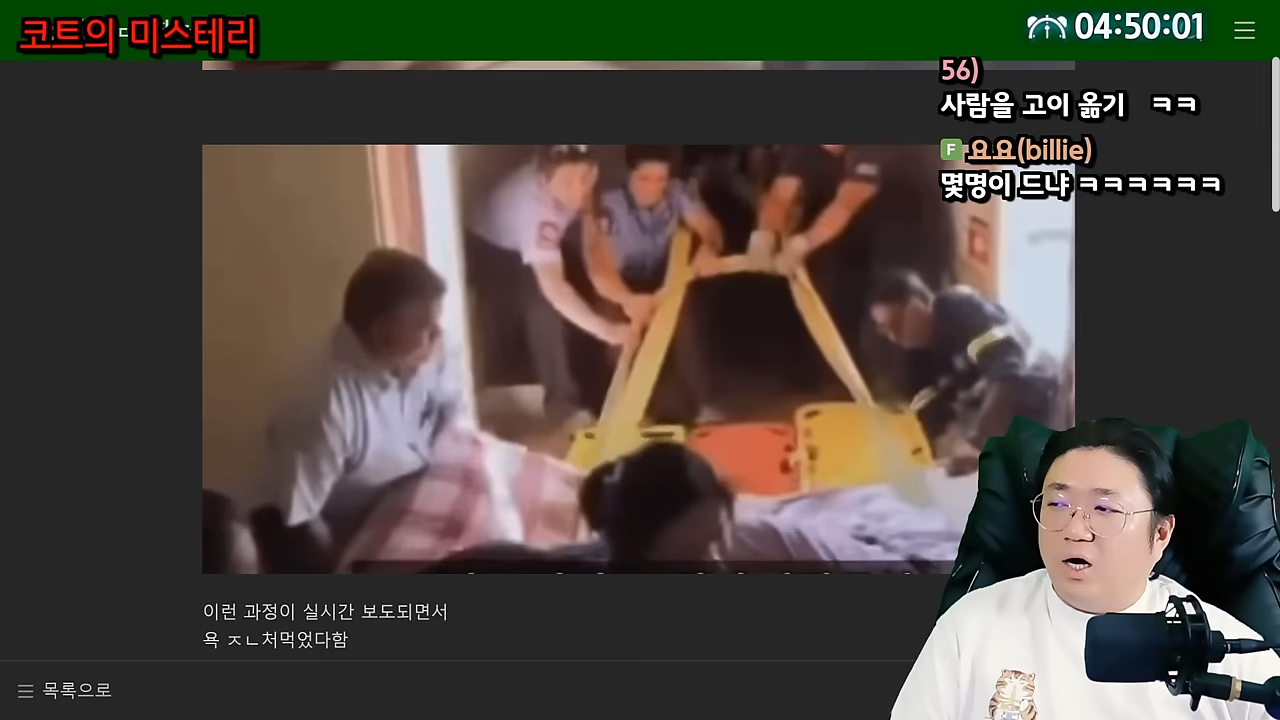 코트의 미스테리
04:50:01
56)
사람을 고이 옮기 ㅋㅋ
F 요요(billie)
몇명이 드냐 ㅋㅋㅋㅋㅋㅋ
이런 과정이 실시간 보도되면서
욕 ㅈㄴ처먹었다함
목록으로